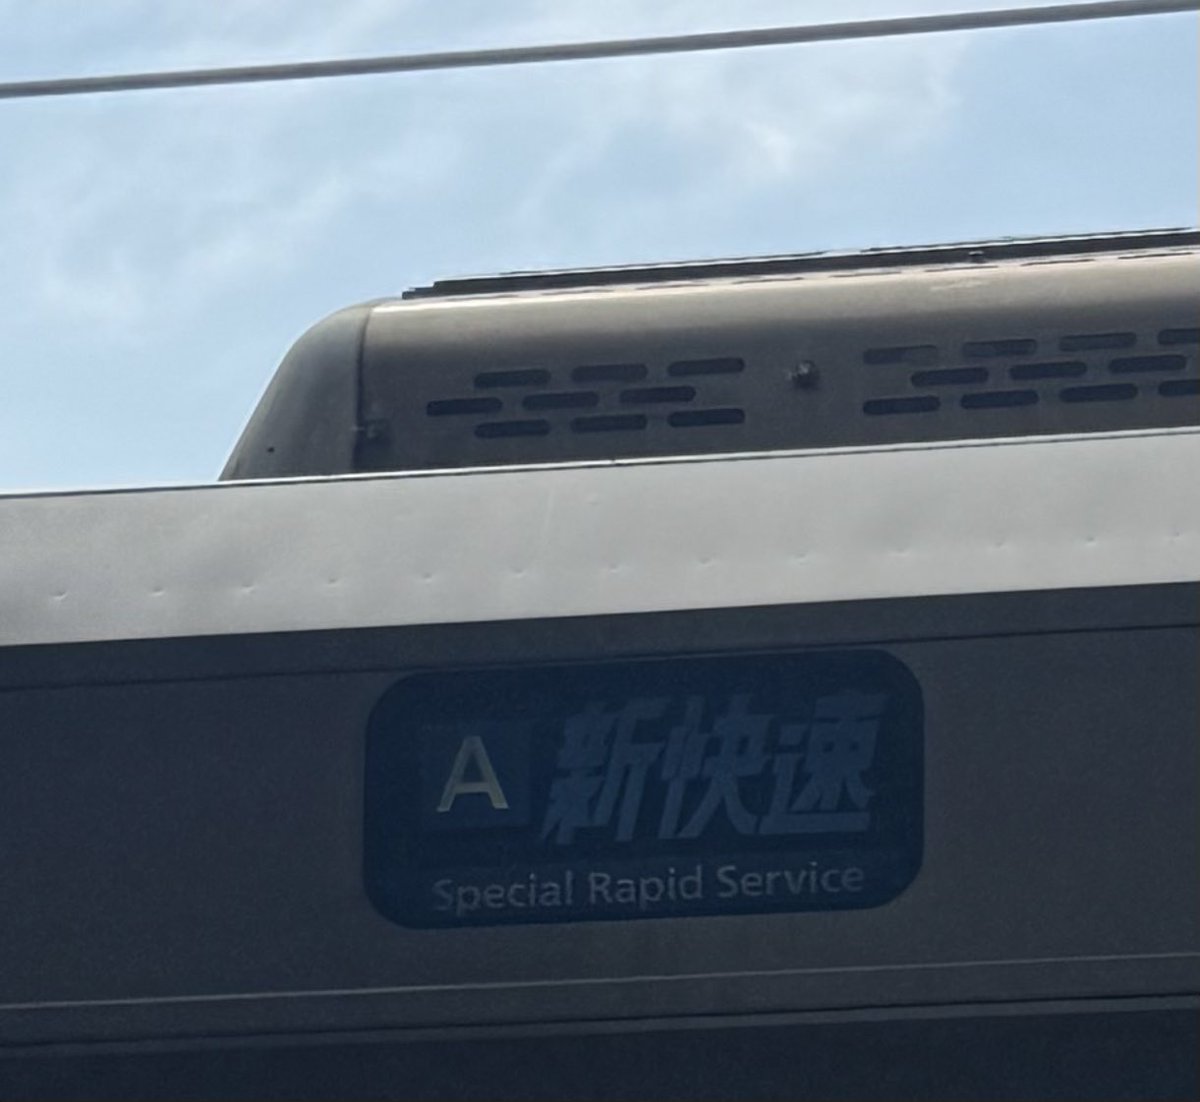 A 新快速
Special Rapid Service